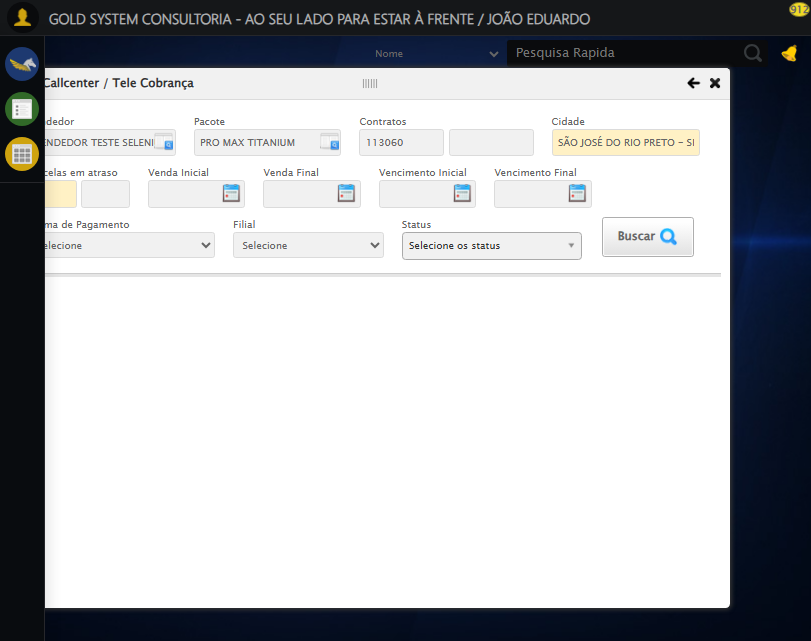 GOLD SYSTEM CONSULTORIA - AO SEU LADO PARA ESTAR À FRENTE / JOÃO EDUARDO
912
Nome
Pesquisa Rapida
Callcenter / Tele Cobrança
ndedor
Pacote
Contratos
Cidade
ENDEDOR TESTE SELENI
PRO MAX TITANIUM
113060
SÃO JOSÉ DO RIO PRETO - SI
celas em atraso
Venda Inicial
Venda Final
Vencimento Inicial
Vencimento Final
ma de Pagamento
Filial
Status
elecione
Selecione
Selecione os status
Buscar